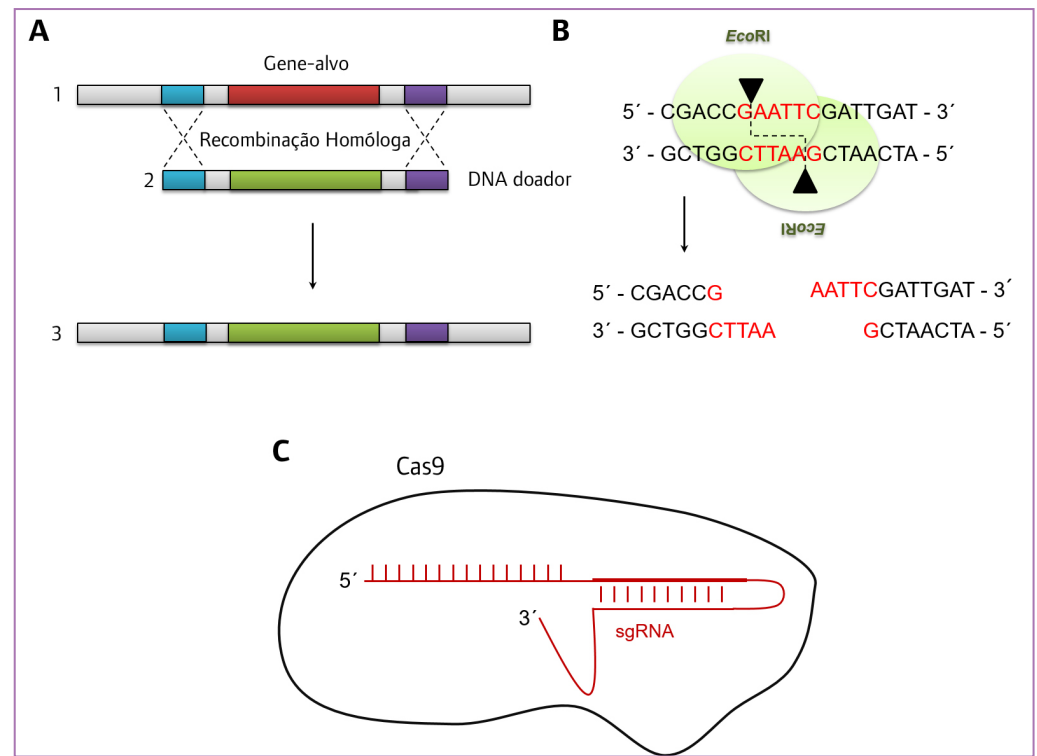 A
Gene-alvo
1
Recombinação Homóloga
2
DNA doador
3
B
EcoRI
5´ - CGACCGAATTCGATTGAT - 3´
3´ - GCTGGCTTAAGCTAACTA - 5´
EcoRI
5´ - CGACCG
AATTCGATTGAT - 3´
3´ - GCTGGCTTAA
GCTAACTA - 5´
C
Cas9
5´
3´
sgRNA